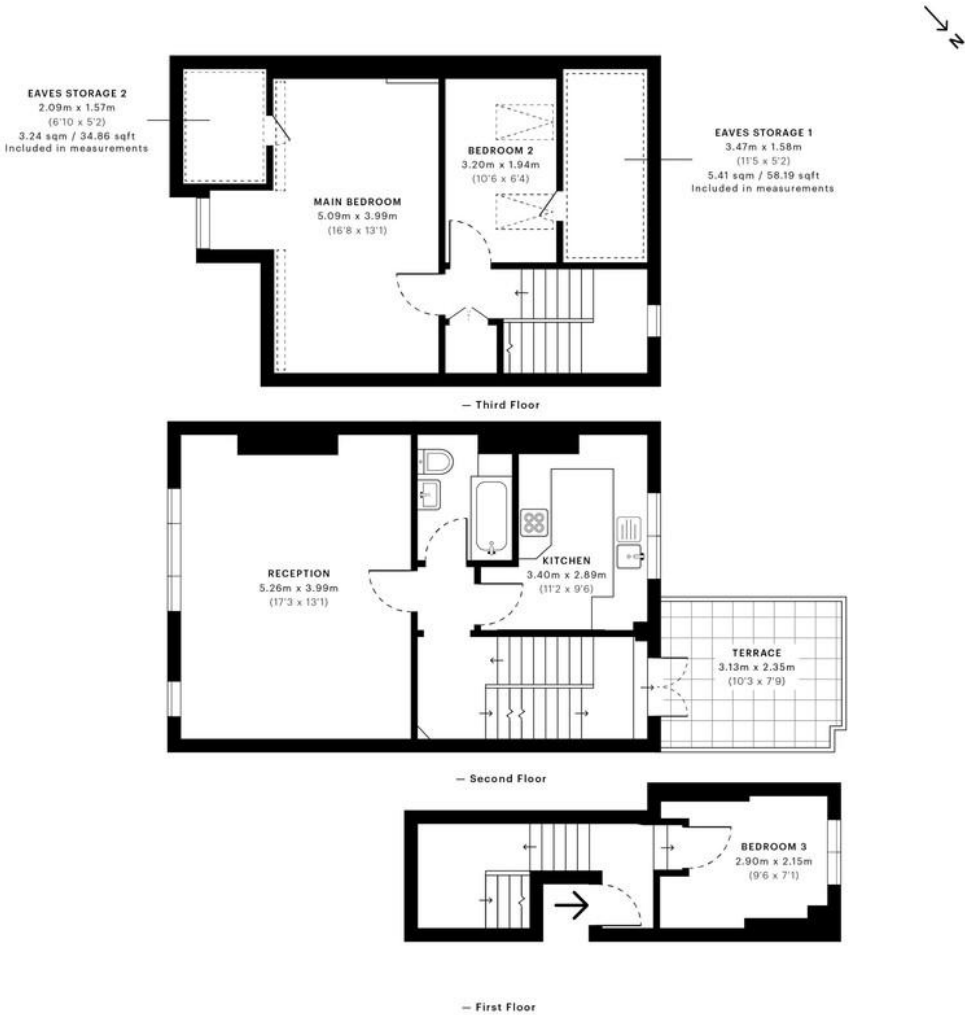 N
EAVES STORAGE 2
2.09m x 1.57m
(6'10 x 5'2)
3.24 sqm / 34.86 sqft
Included in measurements
EAVES STORAGE 1
3.47m x 1.58m
(11'5 x 5'2)
5.41 sqm / 58.19 sqft
Included in measurements
BEDROOM 2
3.20m x 1.94m
(10'6 x 6'4)
MAIN BEDROOM
5.09m x 3.99m
(16'8 x 13'1)
— Third Floor
RECEPTION
5.26m x 3.99m
(17'3 x 13'1)
KITCHEN
3.40m x 2.89m
(11'2 x 9'6)
TERRACE
3.13m x 2.35m
(10'3 x 7'9)
— Second Floor
BEDROOM 3
2.90m x 2.15m
(9'6 x 7'1)
— First Floor